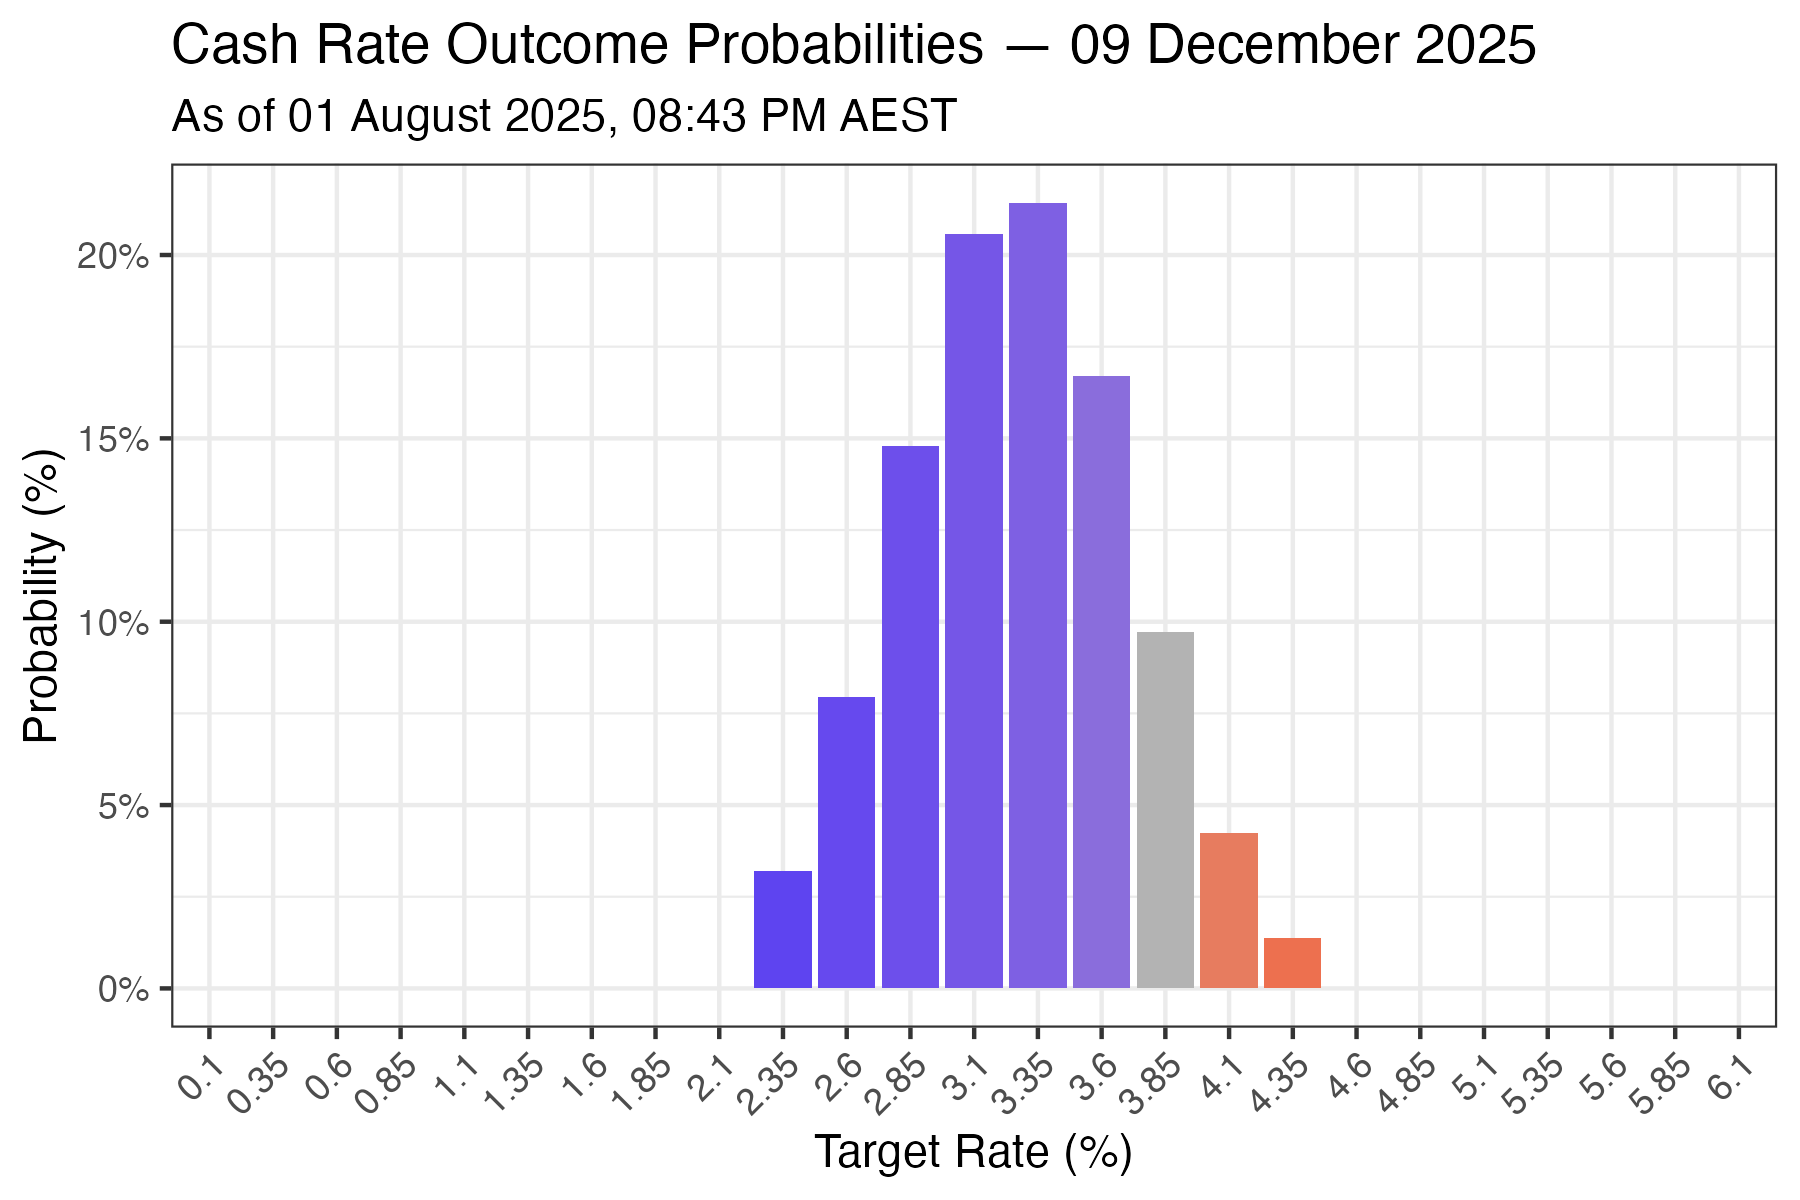 Cash Rate Outcome Probabilities — 09 December 2025
As of 01 August 2025, 08:43 PM AEST
Probability (%)
20%
15%
10%
5%
0%
0.1 0.35 0.6 0.85 1.1 1.35 1.6 1.85 2.1 2.35 2.6 2.85 3.1 3.35 3.6 3.85 4.1 4.35 4.6 4.85 5.1 5.35 5.6 5.85 6.1
Target Rate (%)